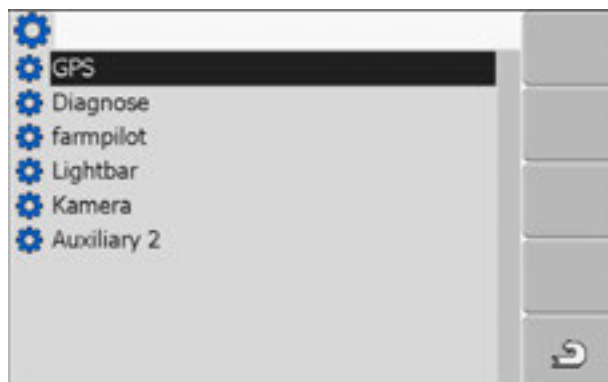 GPS
Diagnose
farmpilot
Lightbar
Kamera
Auxiliary 2